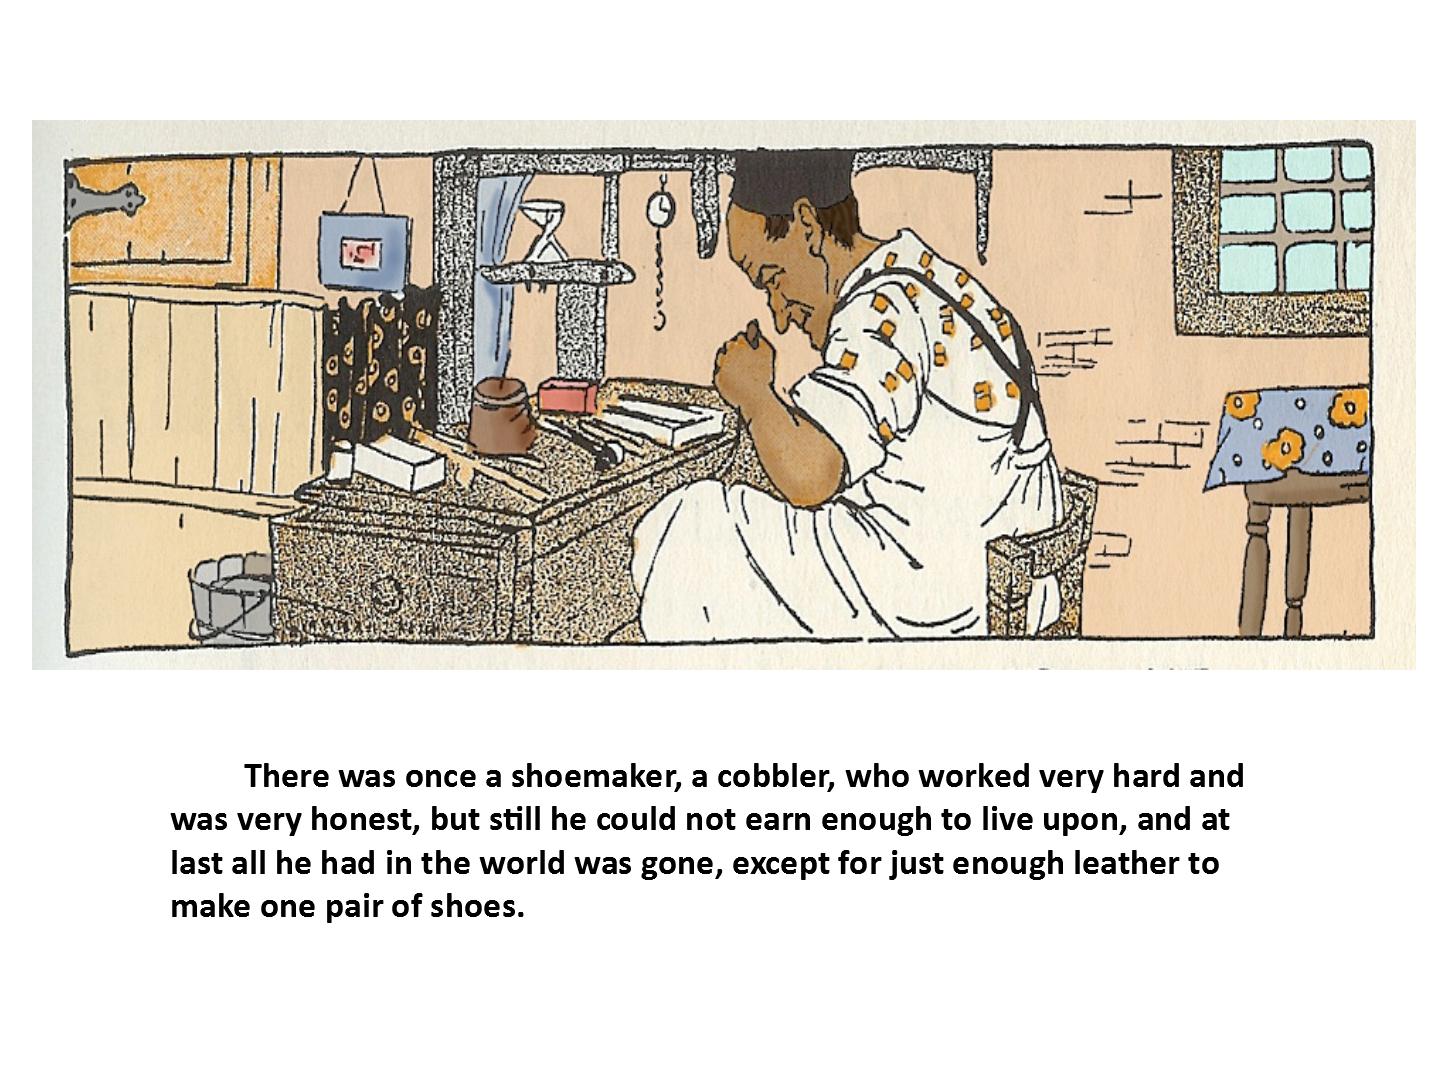 There was once a shoemaker, a cobbler, who worked very hard and
was very honest, but still he could not earn enough to live upon, and at
last all he had in the world was gone, except for just enough leather to
make one pair of shoes.